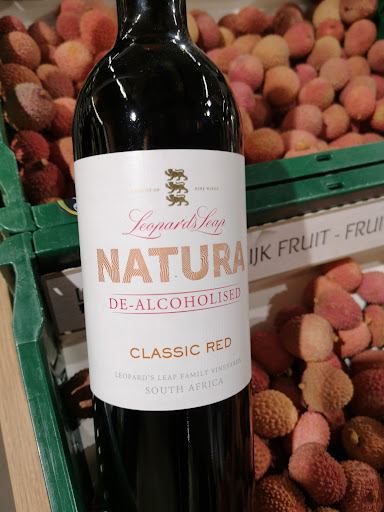 Leopard's Leap
NATURA
DE-ALCOHOLISED
CLASSIC RED
LEOPARD'S LEAP FAMILY VINEYARDS
SOUTH AFRICA
IJK FRUIT - FRUI